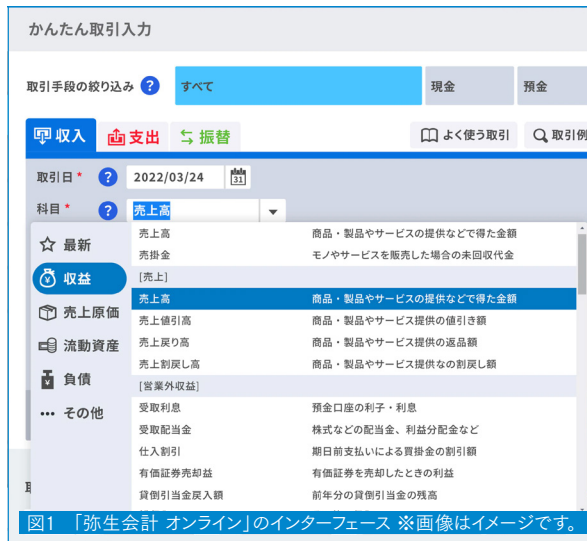 かんたん取引入力
取引手段の絞り込み ? すべて 現金 預金
収入 支出 振替 よく使う取引 取引例
取引日* ? 2022/03/24 31
科目* ? 売上高
最新
収益
売上原価
流動資産
負債
その他
売上高 商品・製品やサービスの提供などで得た金額
売掛金 モノやサービスを販売した場合の未回収代金
[売上]
売上高 商品・製品やサービスの提供などで得た金額
売上値引高 商品・製品やサービス提供の値引き額
売上戻り高 商品・製品やサービス提供の返品額
売上割戻し高 商品・製品やサービス提供なの割戻し額
[営業外収益]
受取利息 預金口座の利子・利息
受取配当金 株式などの配当金、利益分配金など
仕入割引 期日前支払いによる買掛金の割引額
有価証券売却益 有価証券を売却したときの利益
貸倒引当金戻入額 前年分の貸倒引当金の残高
図1 「弥生会計 オンライン」のインターフェース ※画像はイメージです。